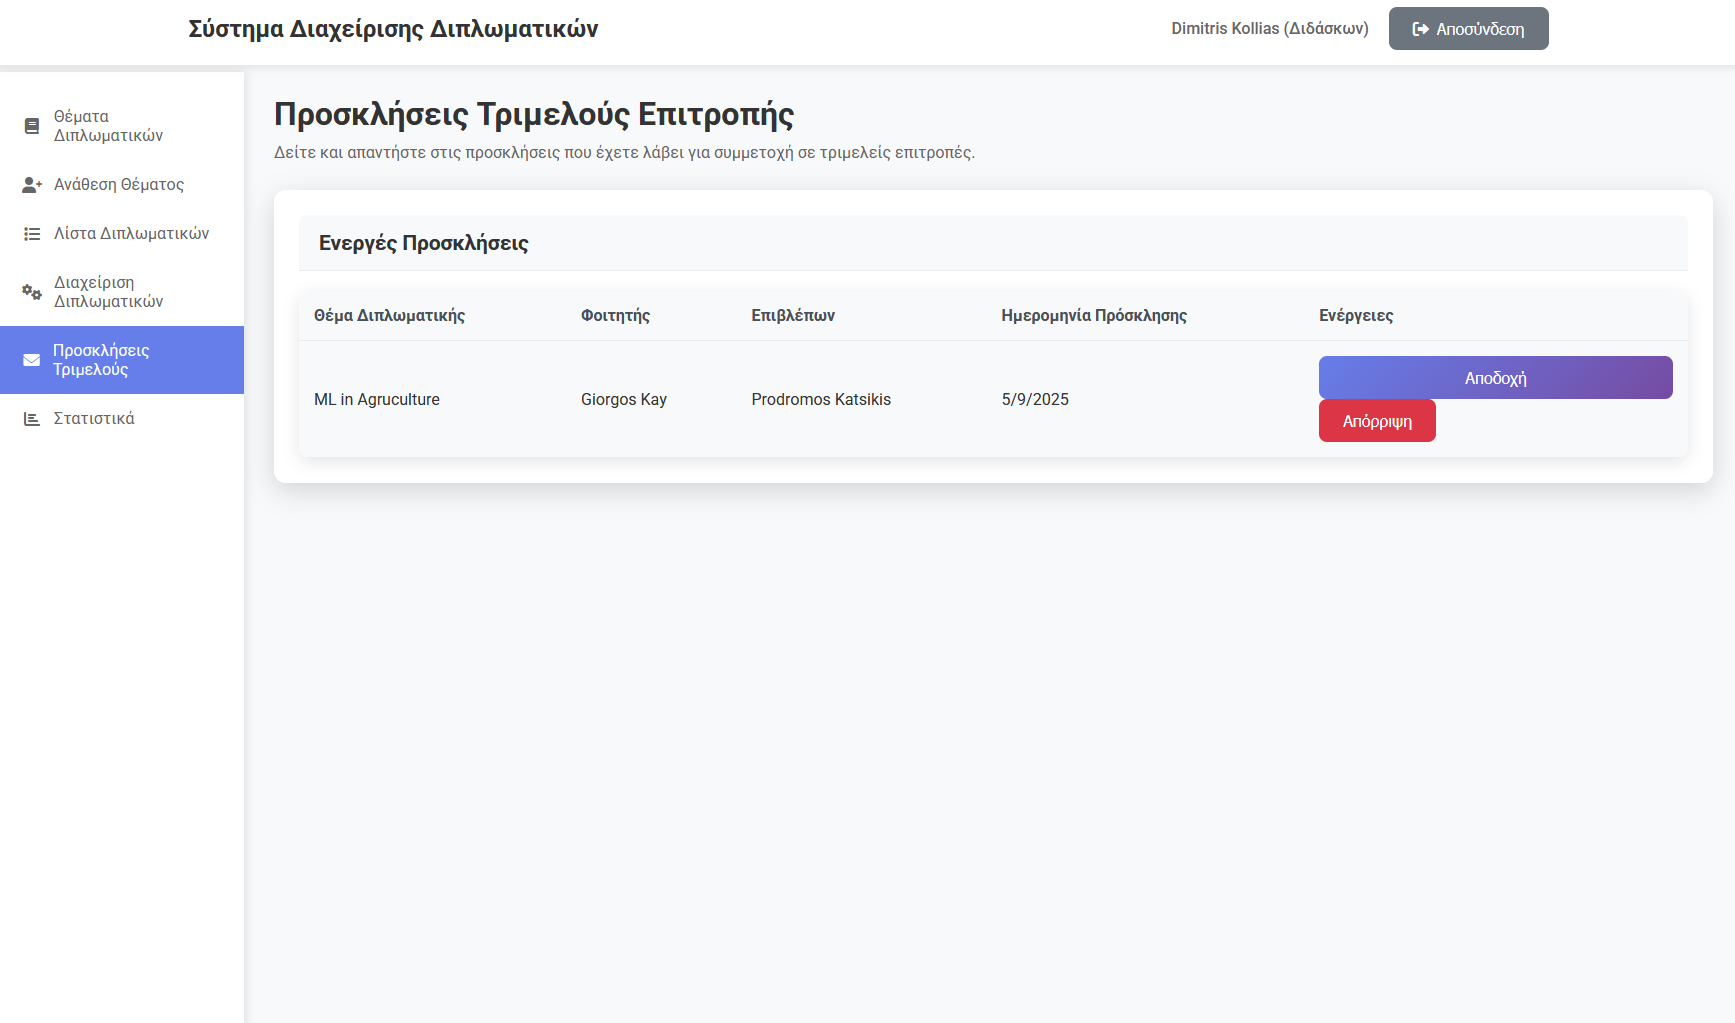 Σύστημα Διαχείρισης Διπλωματικών
Dimitris Kollias (Διδάσκων)
Αποσύνδεση
Θέματα
Διπλωματικών
Ανάθεση Θέματος
Λίστα Διπλωματικών
Διαχείριση
Διπλωματικών
Προσκλήσεις
Τριμελούς
Στατιστικά
Προσκλήσεις Τριμελούς Επιτροπής
Δείτε και απαντήστε στις προσκλήσεις που έχετε λάβει για συμμετοχή σε τριμελείς επιτροπές.
Ενεργές Προσκλήσεις
Θέμα Διπλωματικής Φοιτητής Επιβλέπων Ημερομηνία Πρόσκλησης Ενέργειες
ML in Agruculture Giorgos Kay Prodromos Katsikis 5/9/2025
Αποδοχή
Απόρριψη